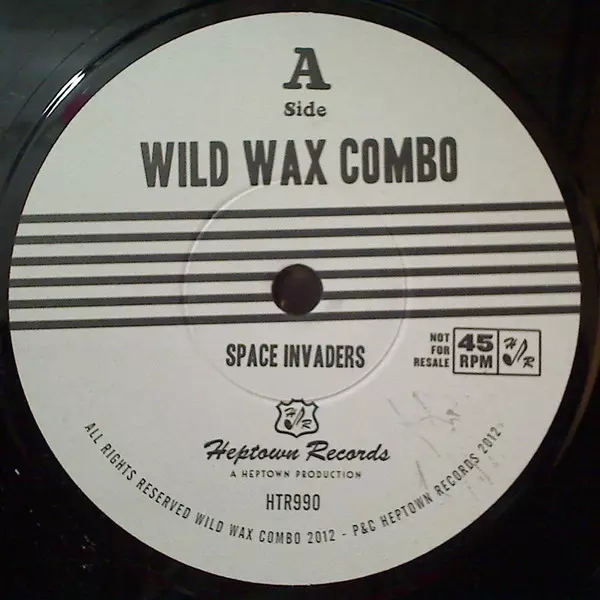 A
Side
WILD WAX COMBO
SPACE INVADERS
NOT
FOR
RESALE
45
RPM
H R
H R
Heptown Records
A HEPTOWN PRODUCTION
HTR990
ALL RIGHTS RESERVED WILD WAX COMBO 2012 - P&C HEPTOWN RECORDS 2012.